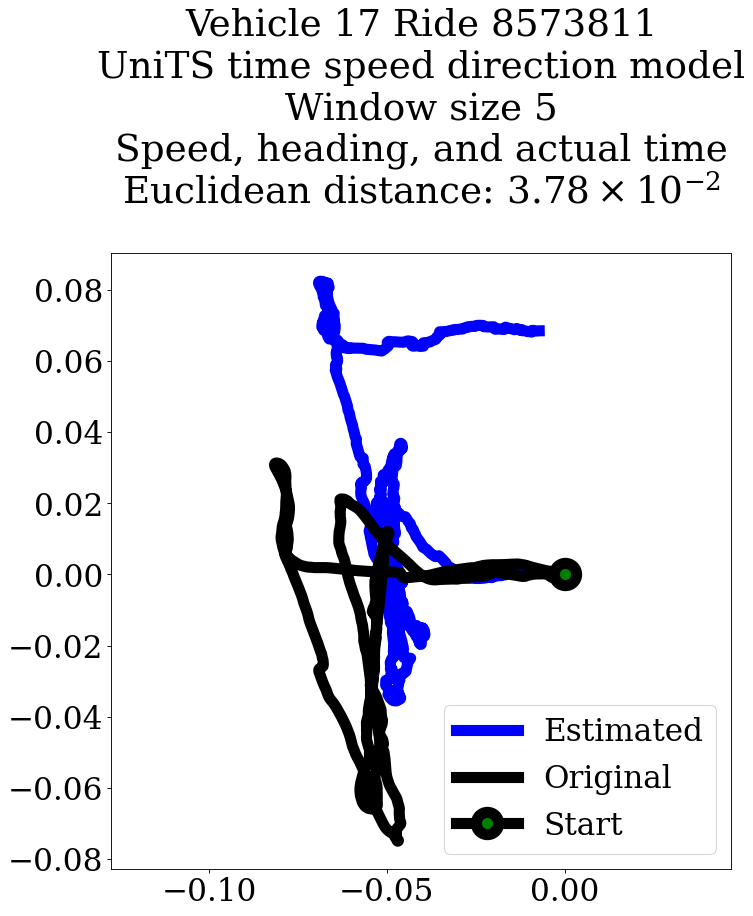 Vehicle 17 Ride 8573811
UniTS time speed direction model
Window size 5
Speed, heading, and actual time
Euclidean distance: 3.78 × 10⁻²
0.08
0.06
0.04
0.02
0.00
−0.02
−0.04
−0.06
−0.08
Estimated
Original
Start
−0.10
−0.05
0.00